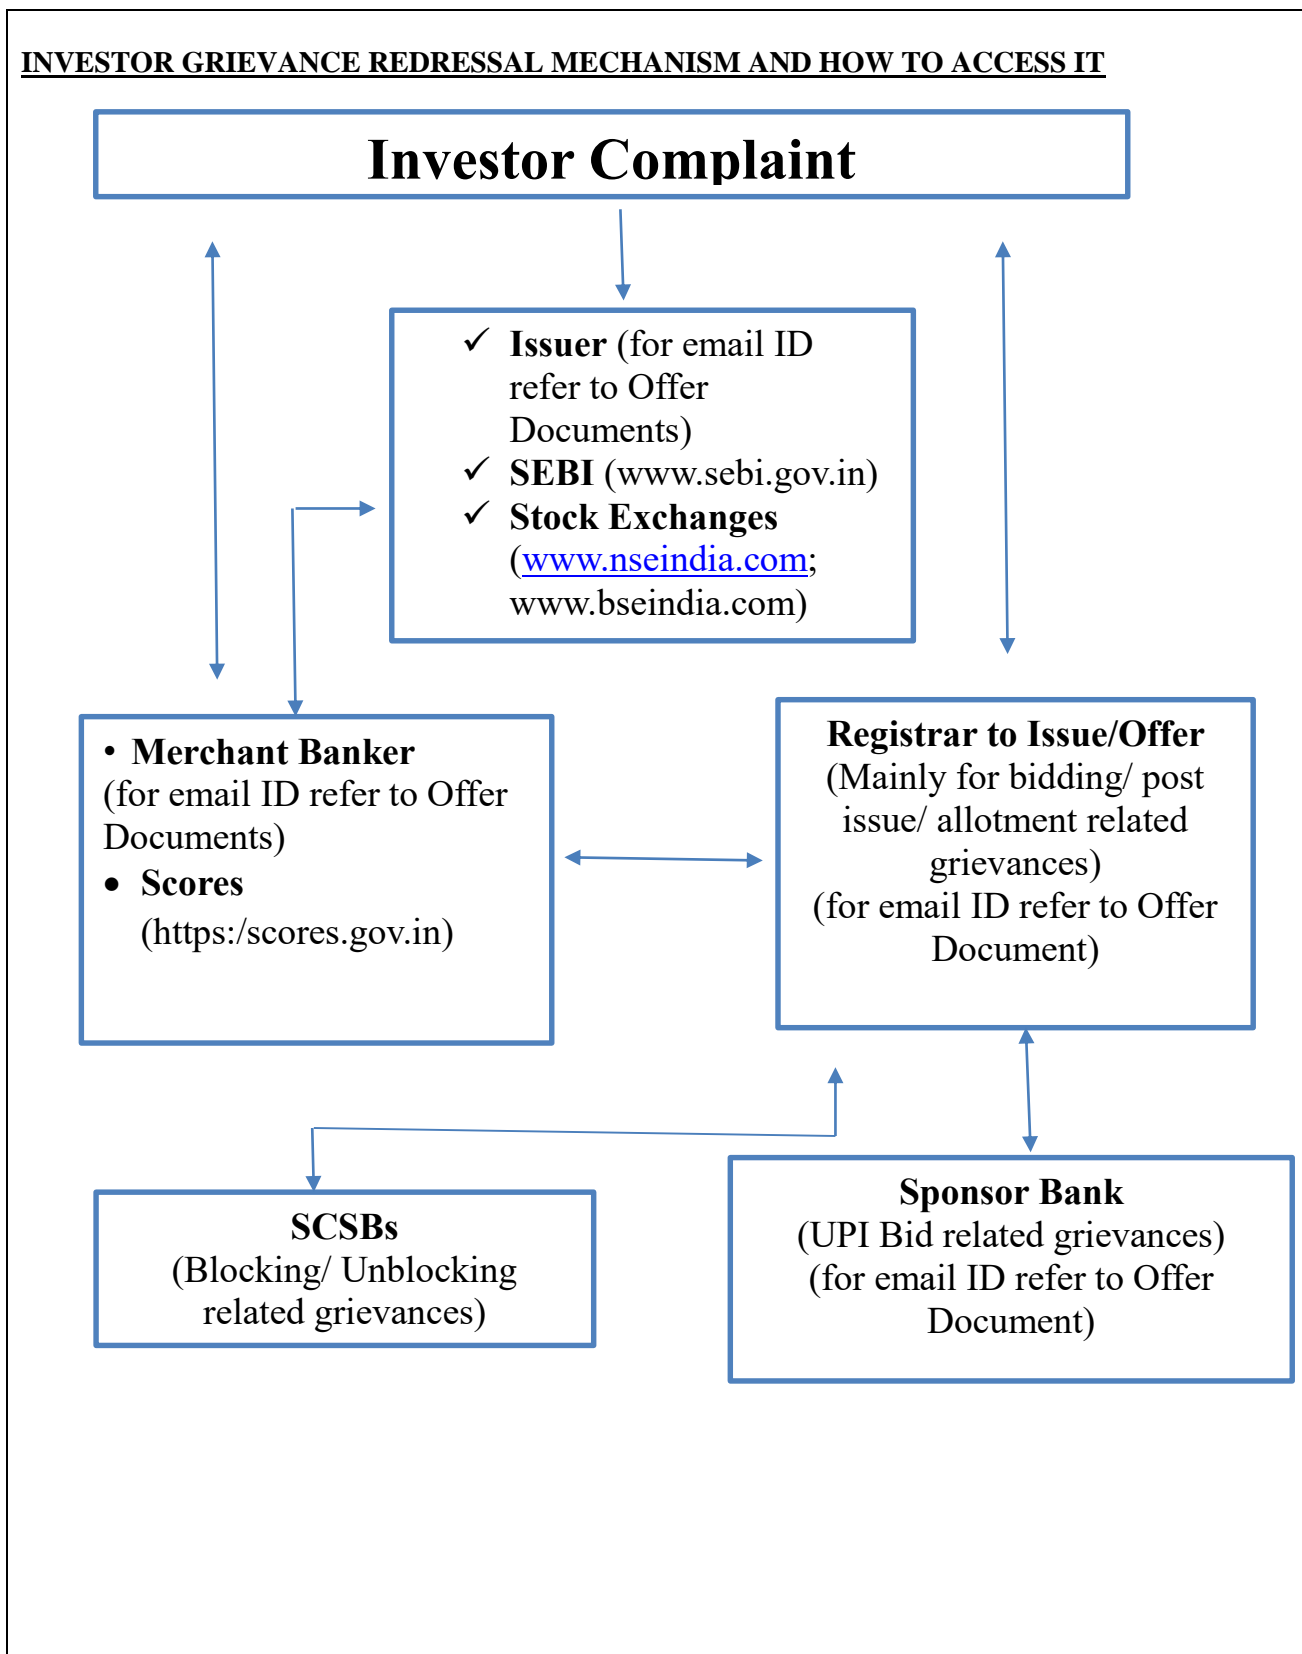 INVESTOR GRIEVANCE REDRESSAL MECHANISM AND HOW TO ACCESS IT
Investor Complaint
✓ Issuer (for email ID
refer to Offer
Documents)
✓ SEBI (www.sebi.gov.in)
✓ Stock Exchanges
(www.nseindia.com;
www.bseindia.com)
• Merchant Banker
(for email ID refer to Offer
Documents)
• Scores
(https:/scores.gov.in)
Registrar to Issue/Offer
(Mainly for bidding/ post
issue/ allotment related
grievances)
(for email ID refer to Offer
Document)
SCSBs
(Blocking/ Unblocking
related grievances)
Sponsor Bank
(UPI Bid related grievances)
(for email ID refer to Offer
Document)